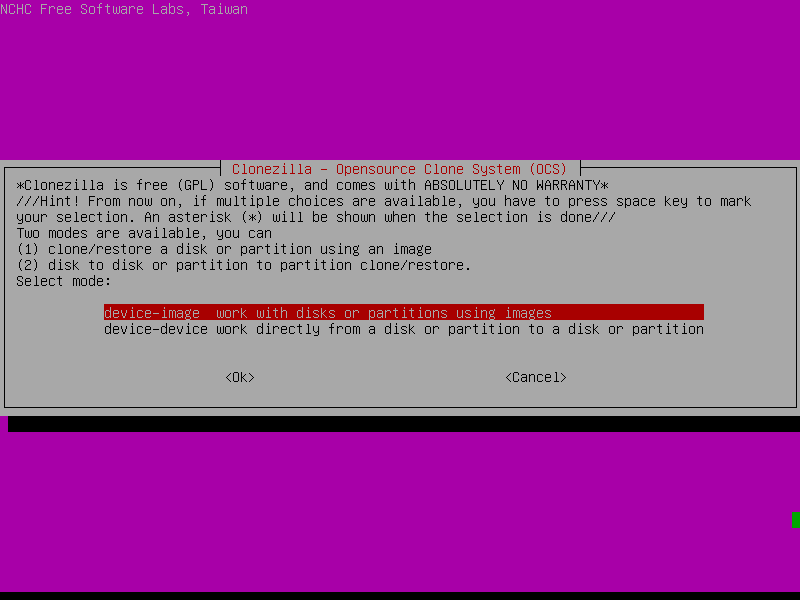 NCHC Free Software Labs, Taiwan
Clonezilla - Opensource Clone System (OCS)
*Clonezilla is free (GPL) software, and comes with ABSOLUTELY NO WARRANTY*
///Hint! From now on, if multiple choices are available, you have to press space key to mark
your selection. An asterisk (*) will be shown when the selection is done///
Two modes are available, you can
(1) clone/restore a disk or partition using an image
(2) disk to disk or partition to partition clone/restore.
Select mode:
device-image  work with disks or partitions using images
device-device work directly from a disk or partition to a disk or partition
<Ok> <Cancel>